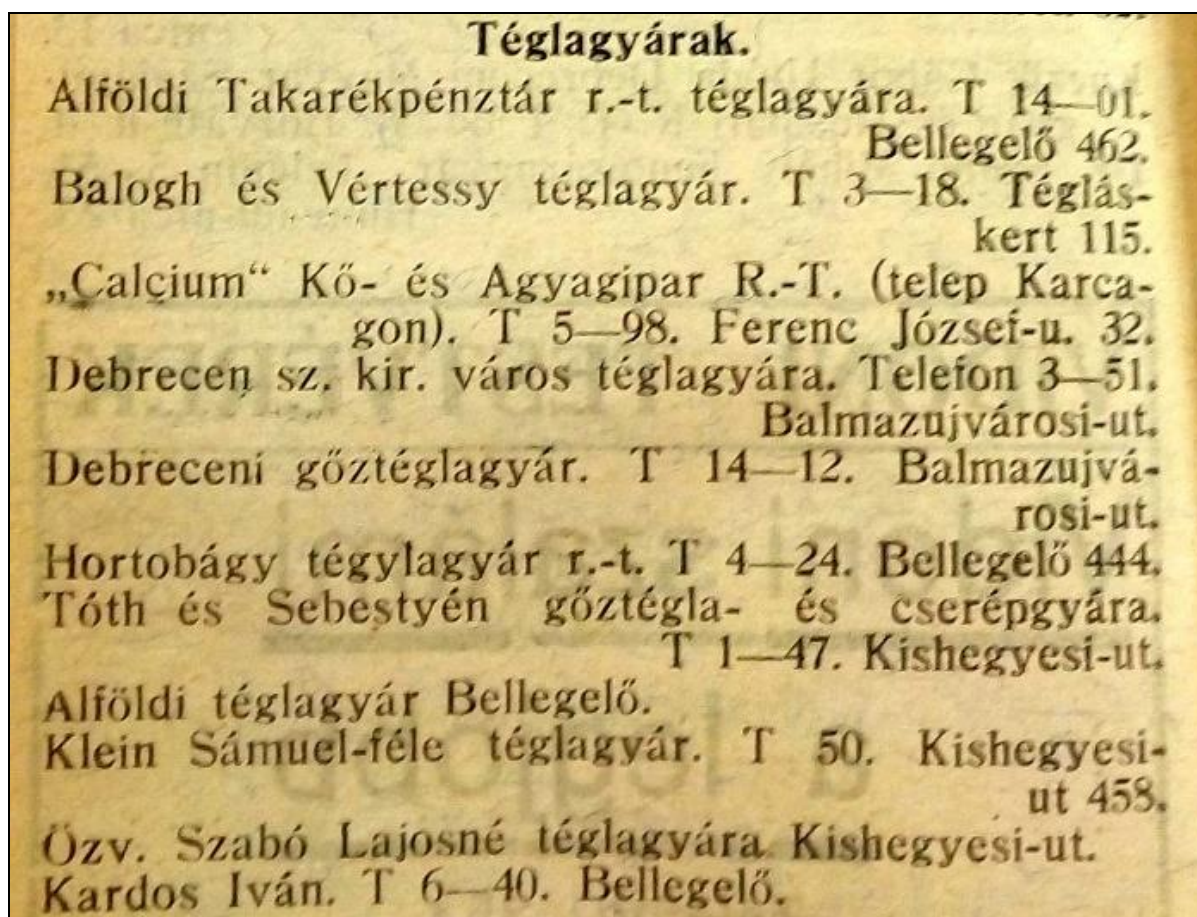 Téglagyárak.
Alföldi Takarékpénztár r.-t. téglagyára. T 14—01.
Bellegelő 462.
Balogh és Vértessy téglagyár. T 3—18. Téglás-
kert 115.
„Calcium“ Kő- és Agyagipar R.-T. (telep Karca-
gon). T 5—98. Ferenc József-u. 32.
Debrecen sz. kir. város téglagyára. Telefon 3—51.
Balmazujvárosi-ut.
Debreceni gőztéglagyár. T 14—12. Balmazujvá-
rosi-ut.
Hortobágy tégylagyár r.-t. T 4—24. Bellegelő 444.
Tóth és Sebestyén gőztégla- és cserépgyára.
T 1—47. Kishegyesi-ut.
Alföldi téglagyár Bellegelő.
Klein Sámuel-féle téglagyár. T 50. Kishegyesi-
ut 458.
Özv. Szabó Lajosné téglagyára Kishegyesi-ut.
Kardos Iván. T 6—40. Bellegelő.